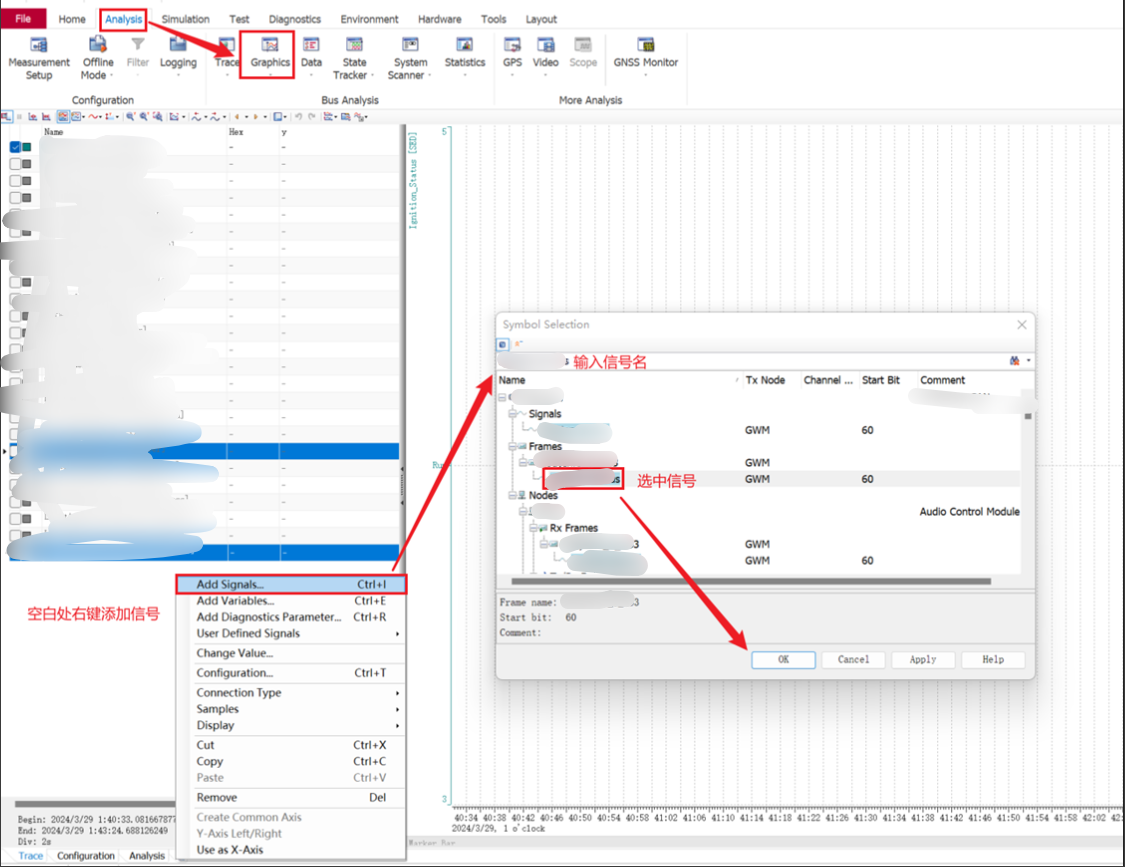 File Home Analysis Simulation Test Diagnostics Environment Hardware Tools Layout
Measurement Setup
Offline Mode
Filter
Logging
Trace
Graphics
Data
State Tracker
System Scanner
Statistics
GPS
Video
Scope
GNSS Monitor
Configuration
Bus Analysis
More Analysis
Name Hex y
Ignition_Status [SED]
5
3
Symbol Selection
输入信号名
Name Tx Node Channel ... Start Bit Comment
Signals
GWM 60
Frames
GWM
GWM 60
选中信号
Nodes
Audio Control Module
Rx Frames
3 GWM
GWM 60
Frame name: 3
Start bit: 60
Comment:
OK Cancel Apply Help
空白处右键添加信号
Add Signals... Ctrl+I
Add Variables... Ctrl+E
Add Diagnostics Parameter... Ctrl+R
User Defined Signals
Change Value...
Configuration... Ctrl+T
Connection Type
Samples
Display
Cut Ctrl+X
Copy Ctrl+C
Paste Ctrl+V
Remove Del
Create Common Axis
Y-Axis Left/Right
Use as X-Axis
Begin: 2024/3/29 1:40:33.081667877
End: 2024/3/29 1:43:24.688126249
Div: 2s
Trace Configuration Analysis
40:34 40:38 40:42 40:46 40:50 40:54 40:58 41:02 41:06 41:10 41:14 41:18 41:22 41:26 41:30 41:34 41:38 41:42 41:46 41:50 41:54 41:58 42:02
2024/3/29, 1 o'clock
Marker Bar